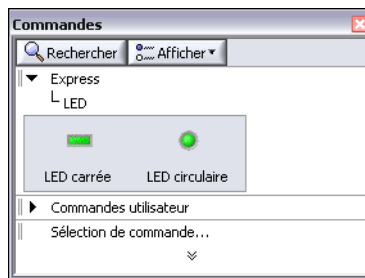 Commandes
Rechercher Afficher
Express
LED
LED carrée LED circulaire
Commandes utilisateur
Sélection de commande...